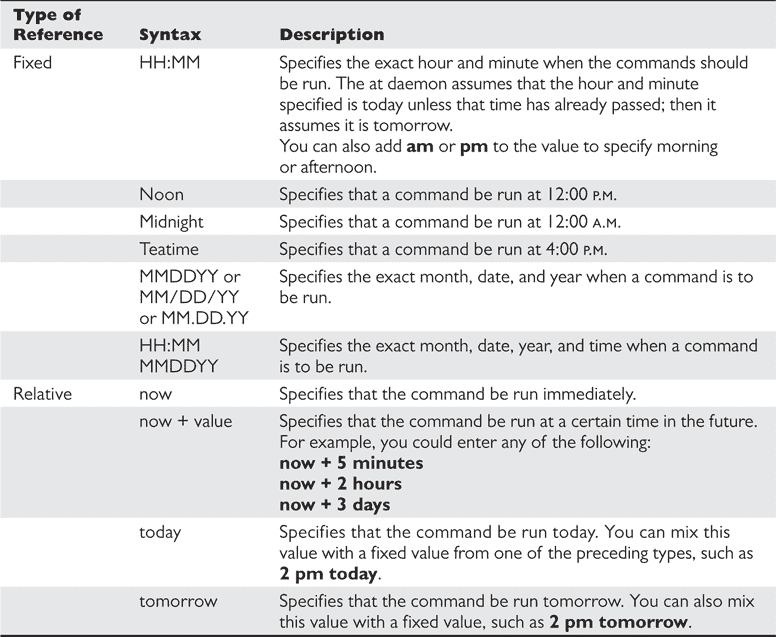 Type of
Reference Syntax Description
Fixed HH:MM Specifies the exact hour and minute when the commands should
be run. The at daemon assumes that the hour and minute
specified is today unless that time has already passed; then it
assumes it is tomorrow.
You can also add am or pm to the value to specify morning
or afternoon.
Noon Specifies that a command be run at 12:00 P.M.
Midnight Specifies that a command be run at 12:00 A.M.
Teatime Specifies that a command be run at 4:00 P.M.
MMDDYY or Specifies the exact month, date, and year when a command is to
MM/DD/YY be run.
or MM.DD.YY
HH:MM Specifies the exact month, date, year, and time when a command
MMDDYY is to be run.
Relative now Specifies that the command be run immediately.
now + value Specifies that the command be run at a certain time in the future.
For example, you could enter any of the following:
now + 5 minutes
now + 2 hours
now + 3 days
today Specifies that the command be run today. You can mix this
value with a fixed value from one of the preceding types, such as
2 pm today.
tomorrow Specifies that the command be run tomorrow. You can also mix
this value with a fixed value, such as 2 pm tomorrow.